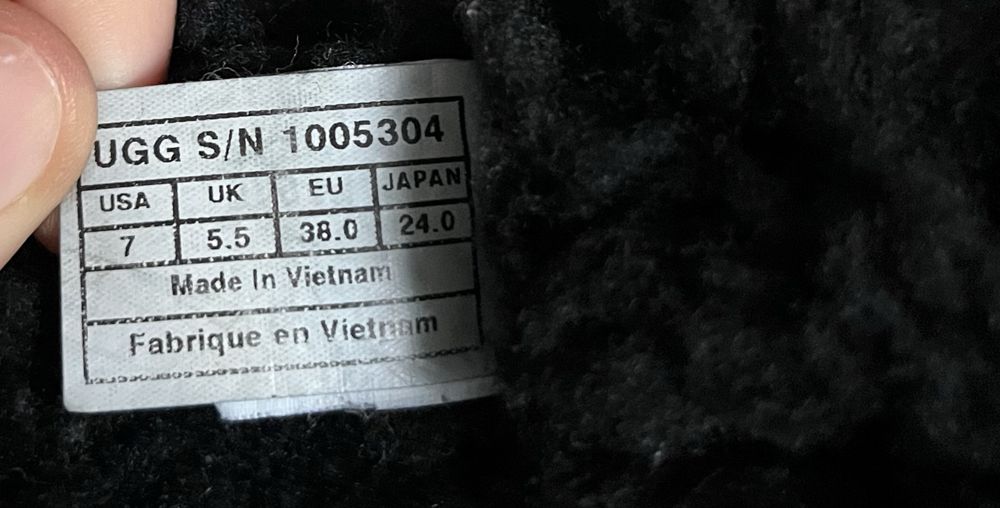 UGG S/N 1005304
USA UK EU JAPAN
7 5.5 38.0 24.0
Made In Vietnam
Fabrique en Vietnam